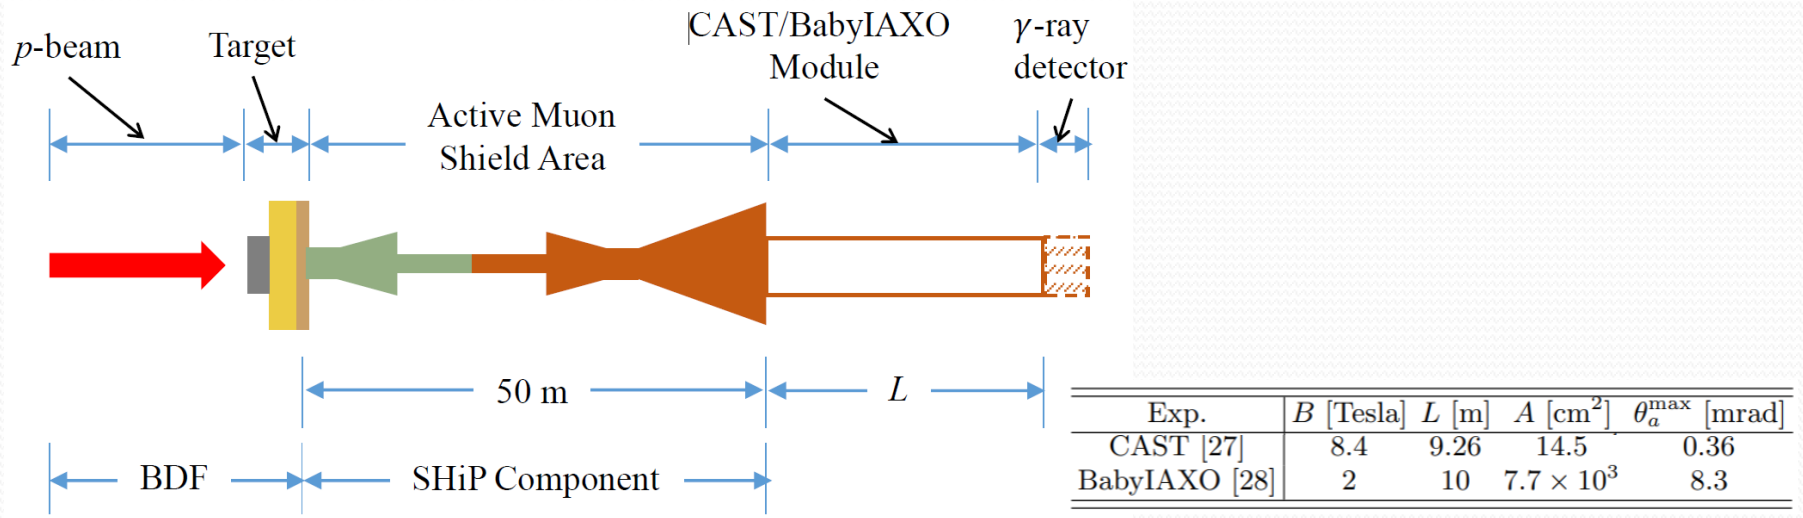 p-beam
Target
Active Muon
Shield Area
CAST/BabyIAXO
Module
γ-ray
detector
50 m
L
BDF
SHiP Component
Exp. B [Tesla] L [m] A [cm²] θₐᵐᵃˣ [mrad]
CAST [27] 8.4 9.26 14.5 0.36
BabyIAXO [28] 2 10 7.7 × 10³ 8.3